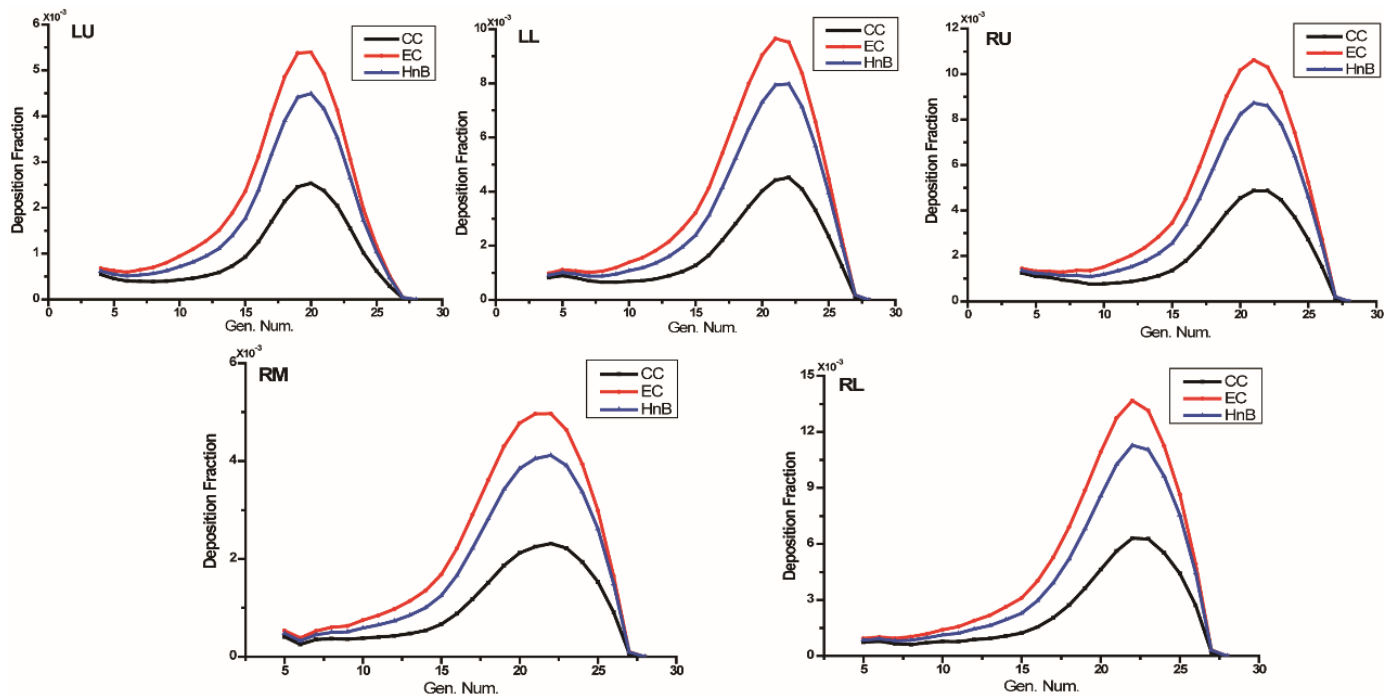 LU
X10⁻³
6
5
4
3
2
1
0
Deposition Fraction
0 5 10 15 20 25 30
Gen. Num.
CC
EC
HnB
LL
X10⁻³
10
8
6
4
2
0
Deposition Fraction
0 5 10 15 20 25 30
Gen. Num.
CC
EC
HnB
RU
X10⁻³
12
10
8
6
4
2
0
Deposition Fraction
0 5 10 15 20 25 30
Gen. Num.
CC
EC
HnB
RM
X10⁻³
6
4
2
0
Deposition Fraction
5 10 15 20 25 30
Gen. Num.
CC
EC
HnB
RL
X10⁻³
15
12
9
6
3
0
Deposition Fraction
0 5 10 15 20 25 30
Gen. Num.
CC
EC
HnB